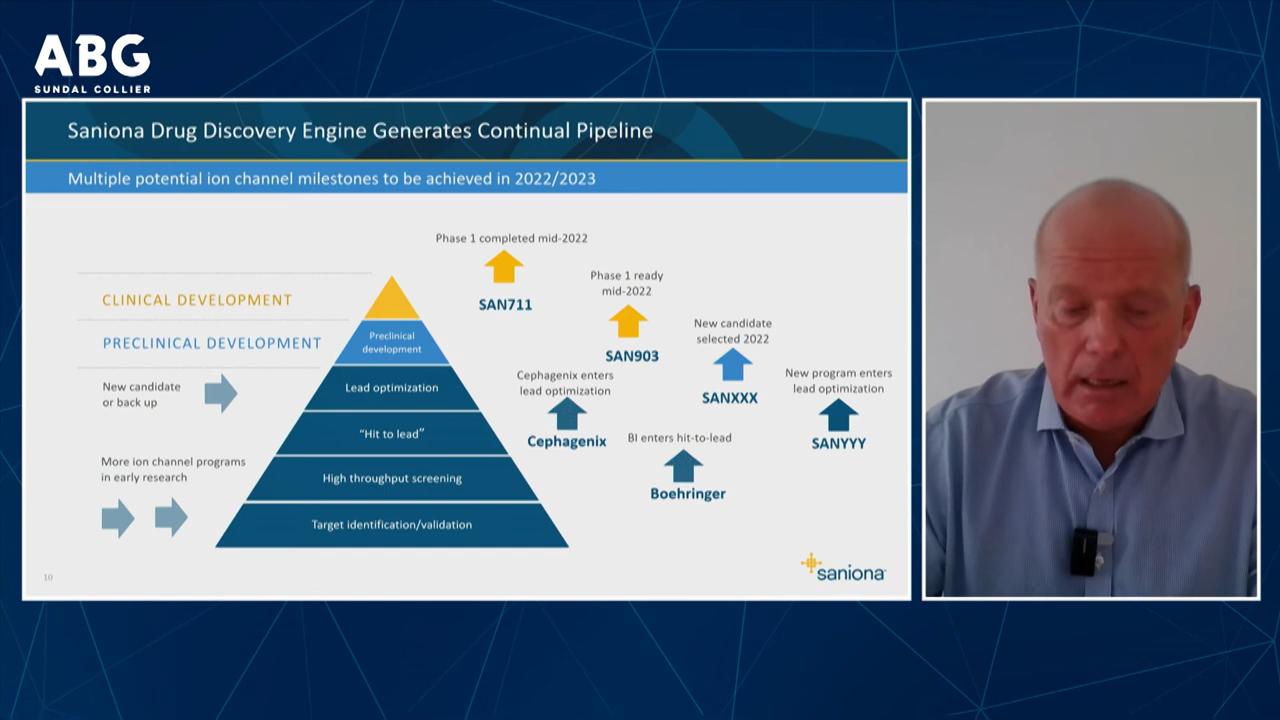 ABG
SUNDAL COLLIER
Saniona Drug Discovery Engine Generates Continual Pipeline
Multiple potential ion channel milestones to be achieved in 2022/2023
Phase 1 completed mid-2022
SAN711
Phase 1 ready
mid-2022
SAN903
New candidate
selected 2022
SANXXX
New program enters
lead optimization
SANYYY
Cephagenix enters
lead optimization
Cephagenix
BI enters hit-to-lead
Boehringer
CLINICAL DEVELOPMENT
PRECLINICAL DEVELOPMENT
New candidate
or back up
More ion channel programs
in early research
Preclinical
development
Lead optimization
“Hit to lead”
High throughput screening
Target identification/validation
10
saniona